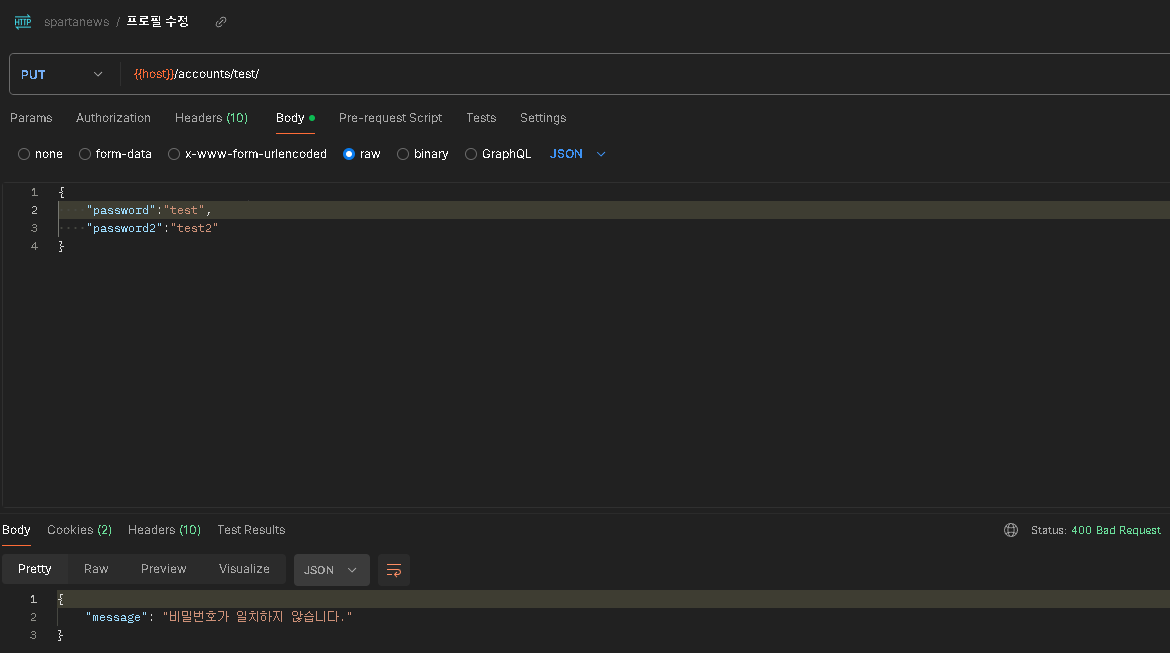 HTTP spartanews / 프로필 수정
PUT {{host}}/accounts/test/
Params Authorization Headers (10) Body Pre-request Script Tests Settings
none form-data x-www-form-urlencoded raw binary GraphQL JSON
1 {
2 ····"password":"test",
3 ····"password2":"test2"
4 }
Body Cookies (2) Headers (10) Test Results Status: 400 Bad Request
Pretty Raw Preview Visualize JSON
1 {
2 "message": "비밀번호가 일치하지 않습니다."
3 }